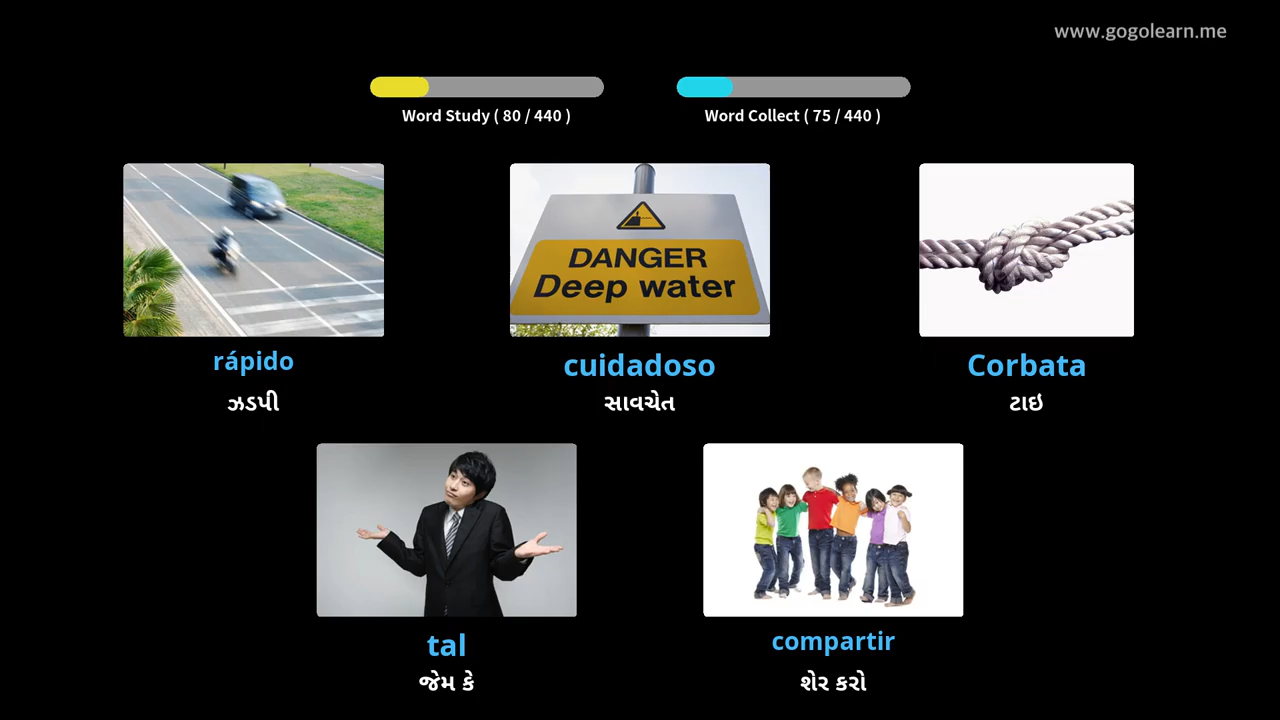 www.gogolearn.me
Word Study ( 80 / 440 )
Word Collect ( 75 / 440 )
DANGER
Deep water
rápido
cuidadoso
Corbata
ઝડપી
સાવચેત
ટાઇ
tal
compartir
જેમ કે
શેર કરો